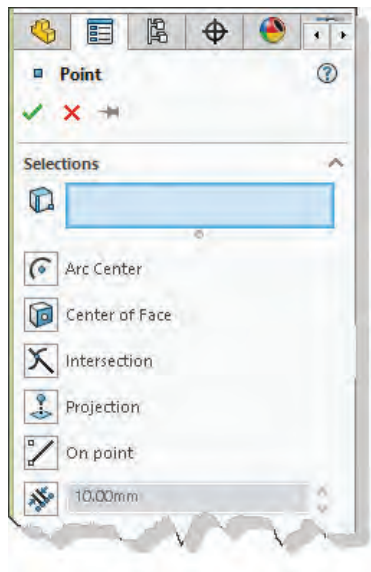 Point
Selections
Arc Center
Center of Face
Intersection
Projection
On point
10.00mm